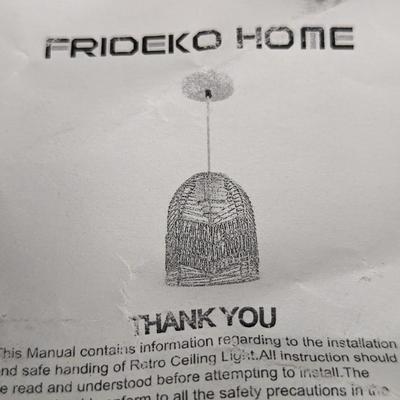 FRIDEKO HOME
THANK YOU
This Manual contains information regarding to the installation
and safe handing of Retro Ceiling Light.All instruction should
be read and understood before attempting to install.The
to all the safety precautions in the